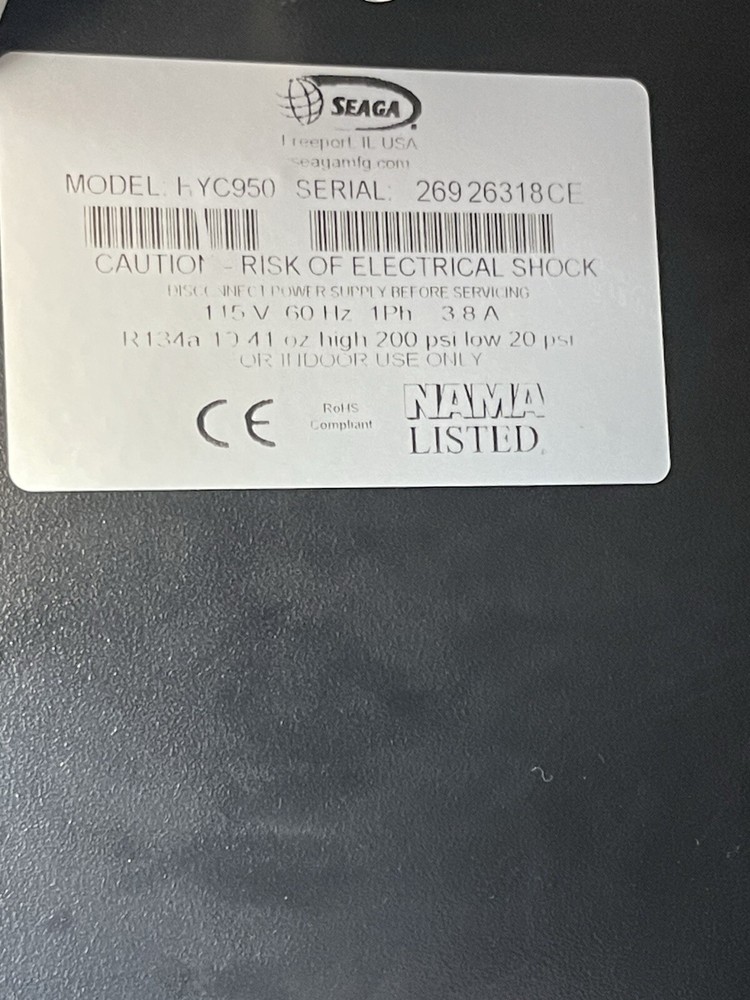 SEAGA
Freeport, IL USA
seagamfg.com
MODEL: HYC950 SERIAL: 26926318CE
CAUTION - RISK OF ELECTRICAL SHOCK
DISCONNECT POWER SUPPLY BEFORE SERVICING
115 V 60 Hz 1Ph 3.8 A
R134a 10.41 oz high 200 psi low 20 psi
FOR INDOOR USE ONLY
CE
RoHS
Compliant
NAMA
LISTED